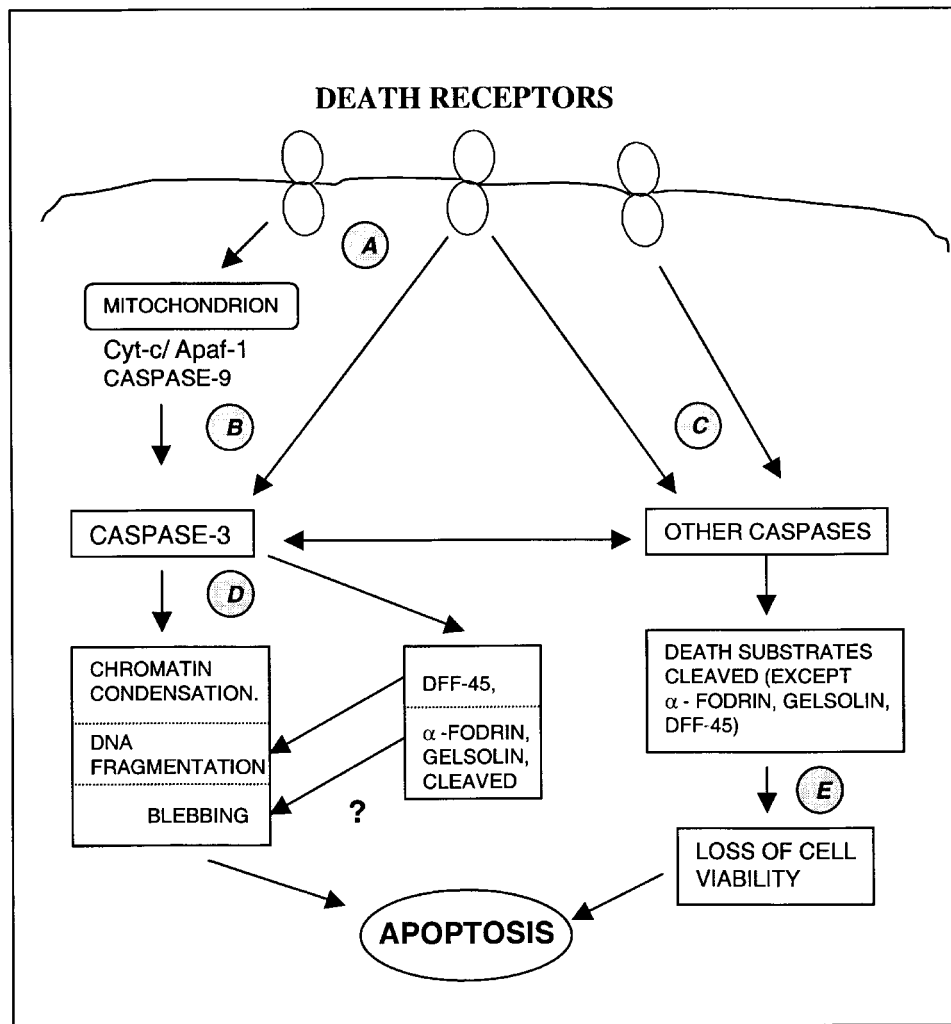 DEATH RECEPTORS
A
MITOCHONDRION
Cyt-c/ Apaf-1
CASPASE-9
B
C
CASPASE-3
OTHER CASPASES
D
CHROMATIN
CONDENSATION.
DNA
FRAGMENTATION
BLEBBING
DFF-45,
α -FODRIN,
GELSOLIN,
CLEAVED
?
DEATH SUBSTRATES
CLEAVED (EXCEPT
α - FODRIN, GELSOLIN,
DFF-45)
E
LOSS OF CELL
VIABILITY
APOPTOSIS